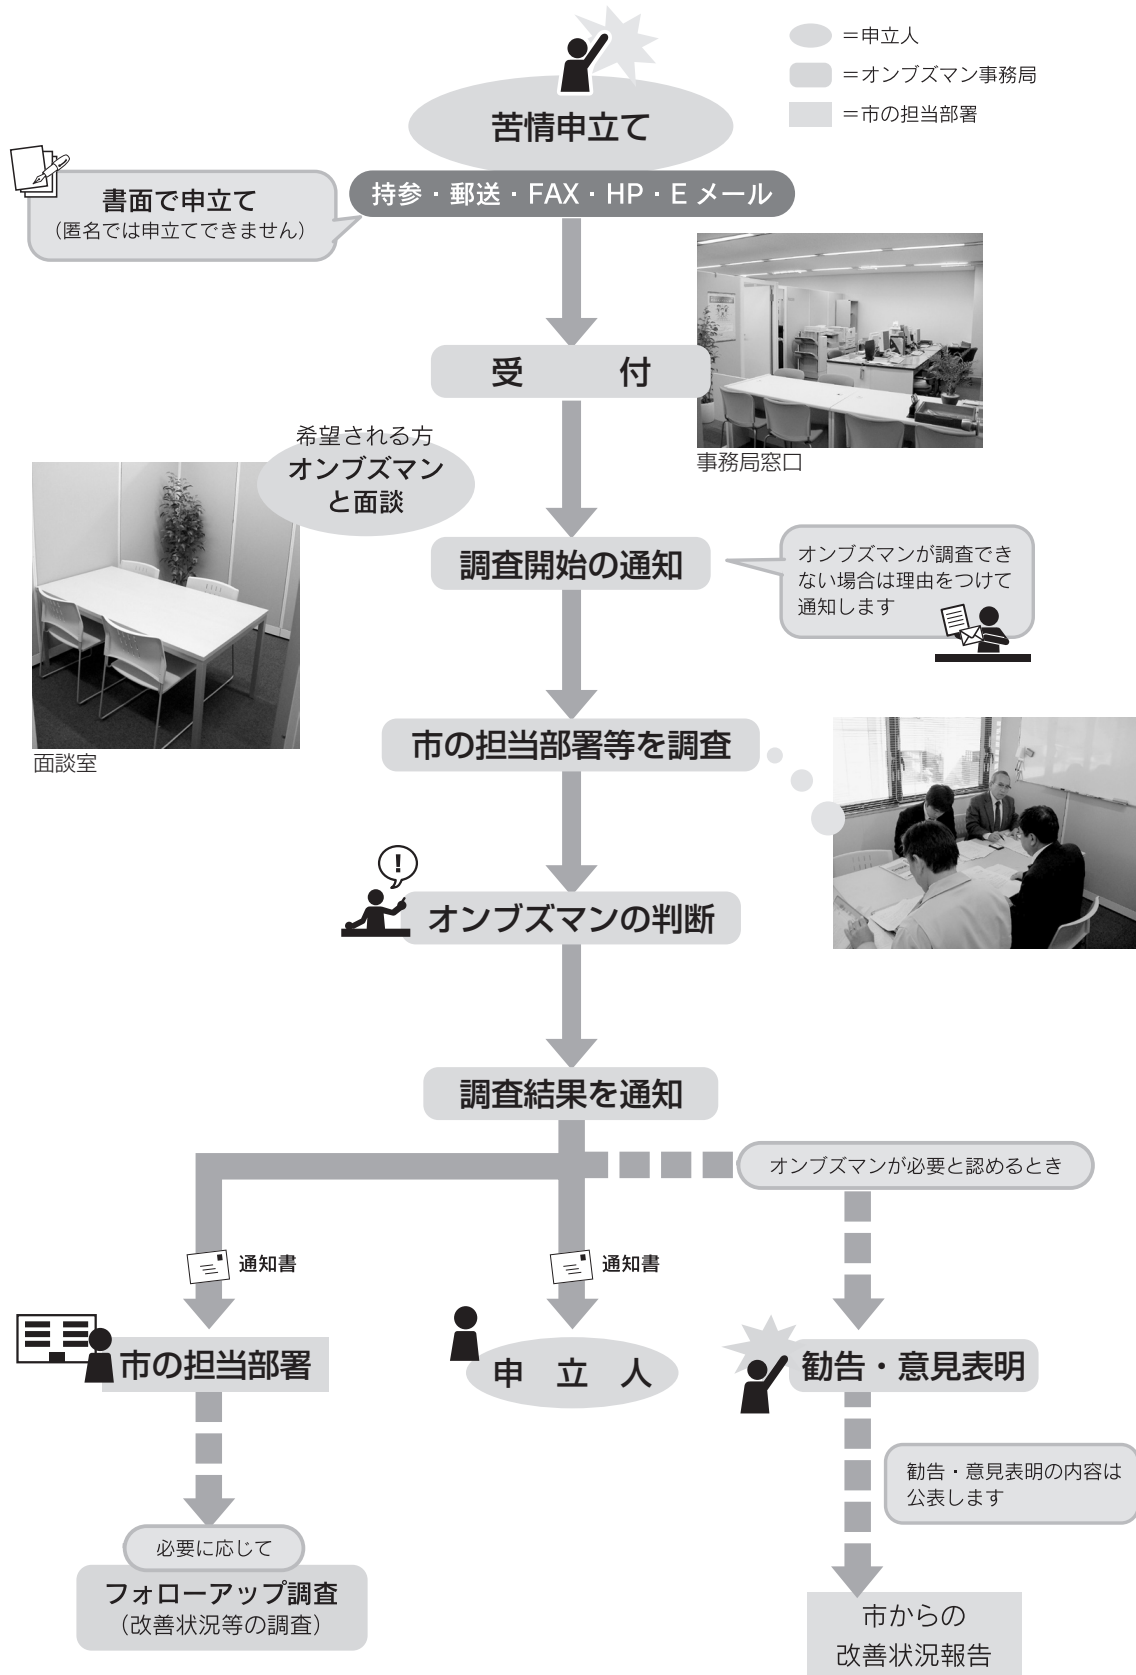 ＝申立人
＝オンブズマン事務局
＝市の担当部署
苦情申立て
持参・郵送・FAX・HP・E メール
書面で申立て
（匿名では申立てできません）
受　　付
事務局窓口
希望される方
オンブズマン
と面談
面談室
調査開始の通知
オンブズマンが調査でき
ない場合は理由をつけて
通知します
市の担当部署等を調査
!
オンブズマンの判断
調査結果を通知
オンブズマンが必要と認めるとき
通知書
通知書
市の担当部署
申　立　人
勧告・意見表明
勧告・意見表明の内容は
公表します
必要に応じて
フォローアップ調査
（改善状況等の調査）
市からの
改善状況報告